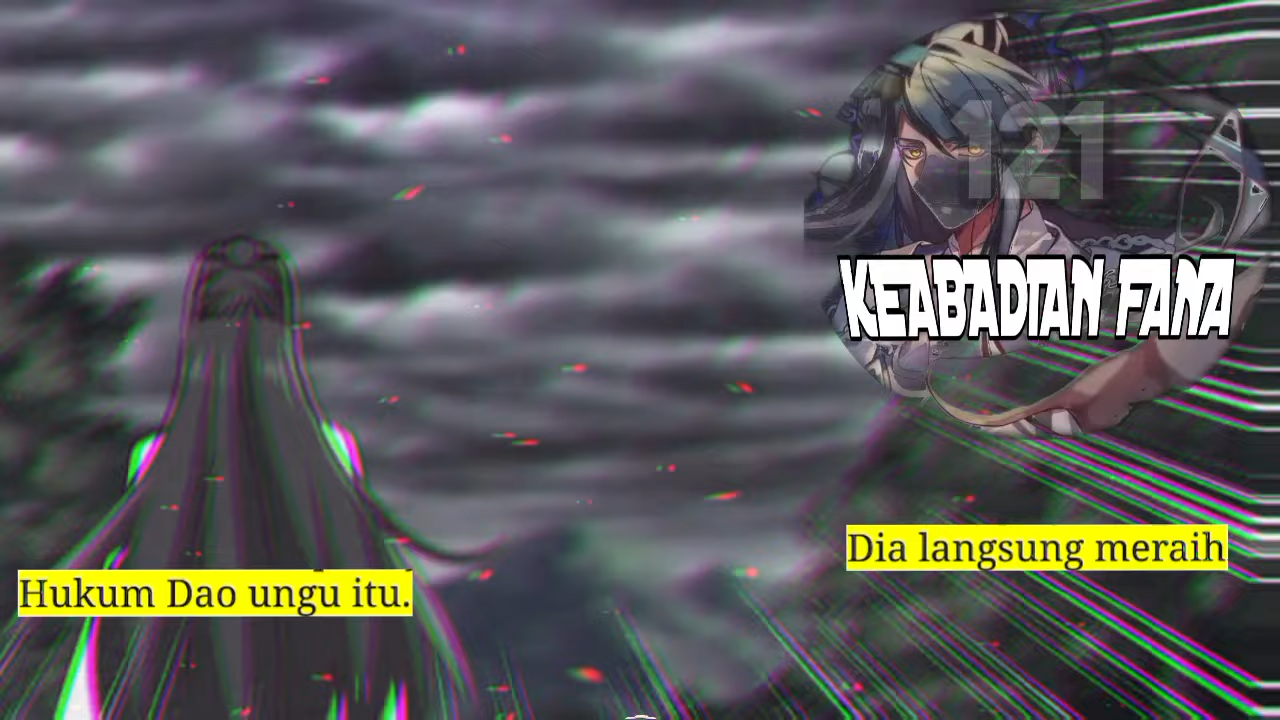 121
KEABADIAN FANA
Dia langsung meraih
Hukum Dao ungu itu.